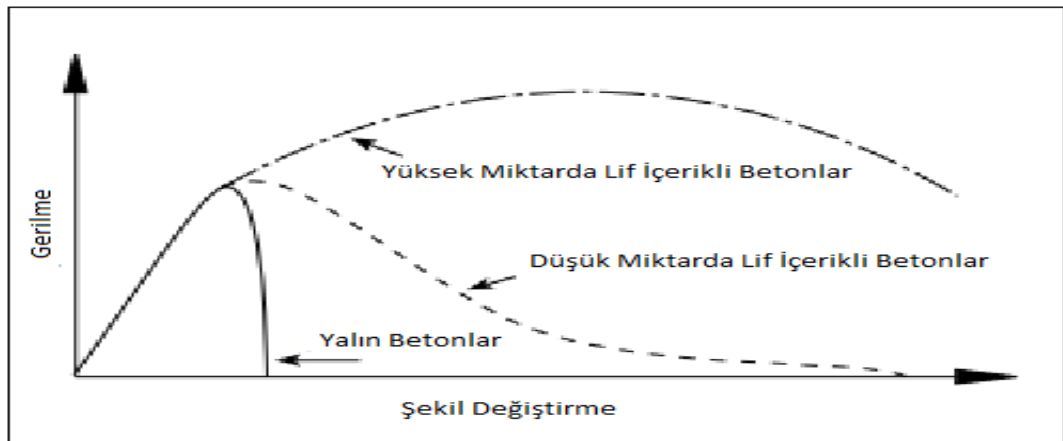 Gerilme
Yüksek Miktarda Lif İçerikli Betonlar
Düşük Miktarda Lif İçerikli Betonlar
Yalın Betonlar
Şekil Değiştirme